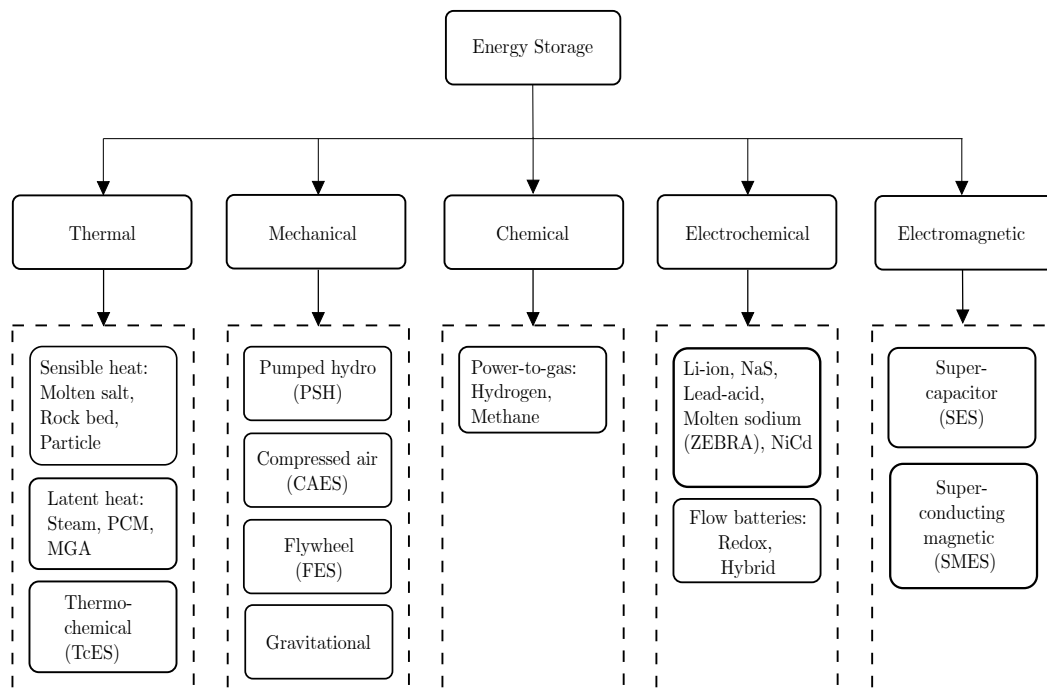 Energy Storage
Thermal
Mechanical
Chemical
Electrochemical
Electromagnetic
Sensible heat:
Molten salt,
Rock bed,
Particle
Latent heat:
Steam, PCM,
MGA
Thermo-
chemical
(TcES)
Pumped hydro
(PSH)
Compressed air
(CAES)
Flywheel
(FES)
Gravitational
Power-to-gas:
Hydrogen,
Methane
Li-ion, NaS,
Lead-acid,
Molten sodium
(ZEBRA), NiCd
Flow batteries:
Redox,
Hybrid
Super-
capacitor
(SES)
Super-
conducting
magnetic
(SMES)